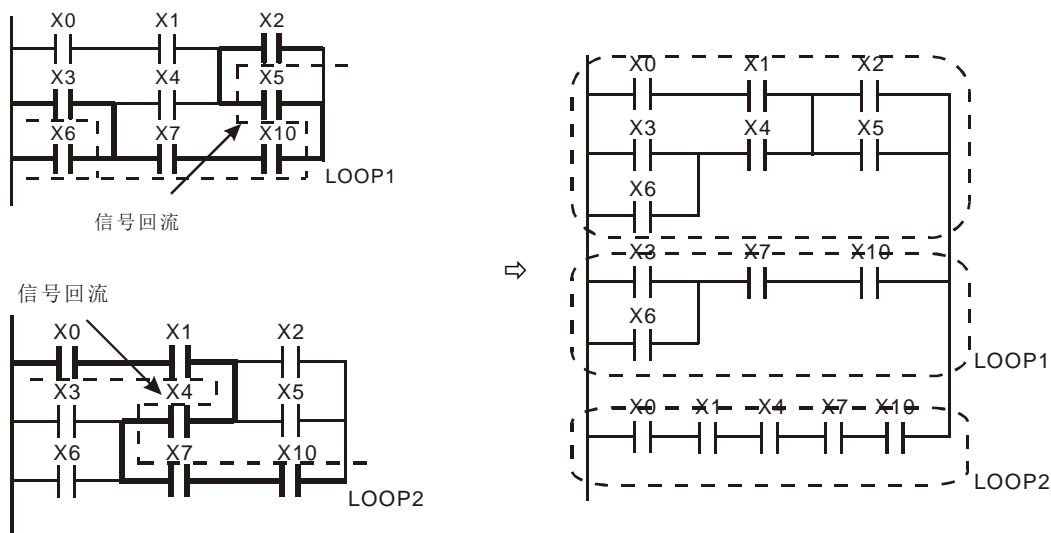 X0 X1 X2
X3 X4 X5
X6 X7 X10
LOOP1
信号回流
信号回流
X0 X1 X2
X3 X4 X5
X6 X7 X10
LOOP2
⇨
X0 X1 X2
X3 X4 X5
X6
X3 X7 X10
X6
LOOP1
X0 X1 X4 X7 X10
LOOP2